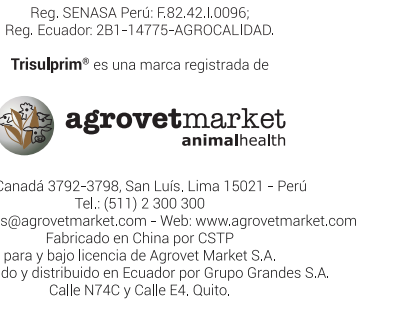 Reg. SENASA Perú: F.82.42.I.0096;
Reg. Ecuador: 2B1-14775-AGROCALIDAD.
Trisulprim® es una marca registrada de
agrovetmarket
animalhealth
Canadá 3792-3798, San Luís, Lima 15021 - Perú
Tel.: (511) 2 300 300
s@agrovetmarket.com - Web: www.agrovetmarket.com
Fabricado en China por CSTP
para y bajo licencia de Agrovet Market S.A.
do y distribuido en Ecuador por Grupo Grandes S.A.
Calle N74C y Calle E4, Quito.